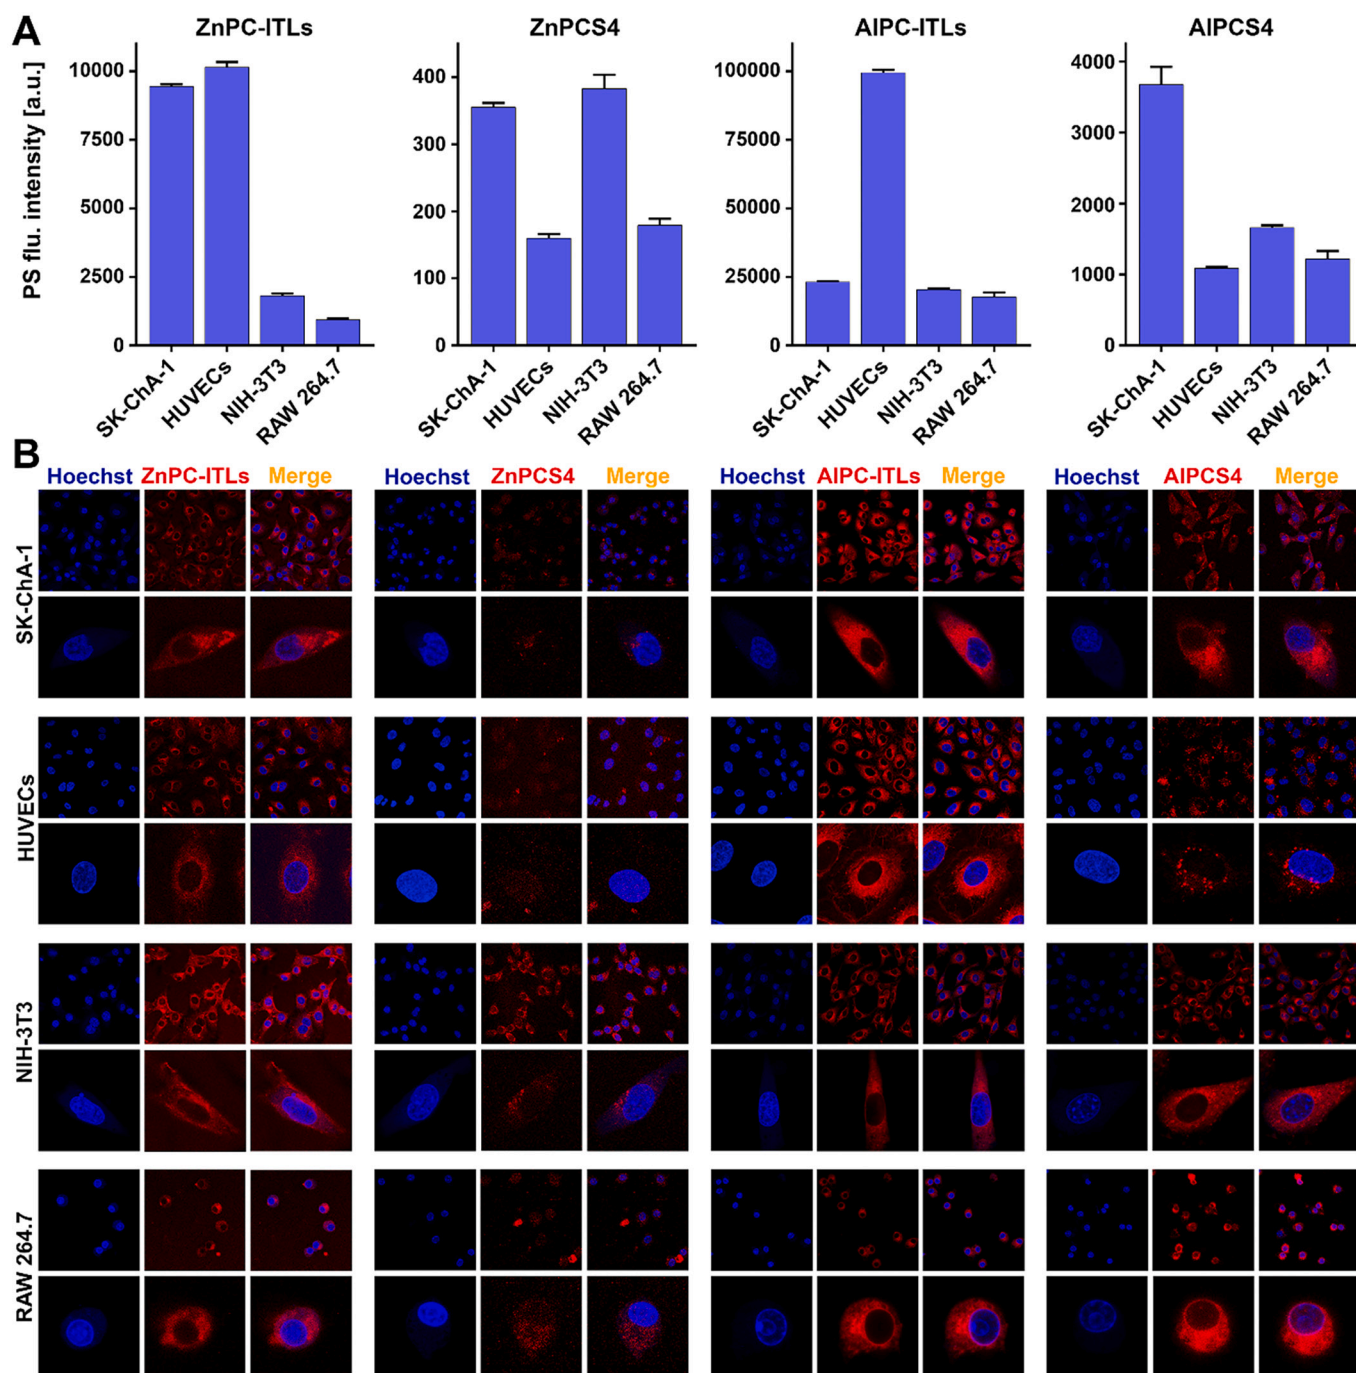 A
ZnPC-ITLs
ZnPCS4
AlPC-ITLs
AlPCS4
PS flu. intensity [a.u.]
10000
7500
5000
2500
0
400
300
200
100
0
100000
75000
50000
25000
0
4000
3000
2000
1000
0
SK-ChA-1
HUVECs
NIH-3T3
RAW 264.7
SK-ChA-1
HUVECs
NIH-3T3
RAW 264.7
SK-ChA-1
HUVECs
NIH-3T3
RAW 264.7
SK-ChA-1
HUVECs
NIH-3T3
RAW 264.7
B
Hoechst ZnPC-ITLs Merge
Hoechst ZnPCS4 Merge
Hoechst AlPC-ITLs Merge
Hoechst AlPCS4 Merge
SK-ChA-1
HUVECs
NIH-3T3
RAW 264.7